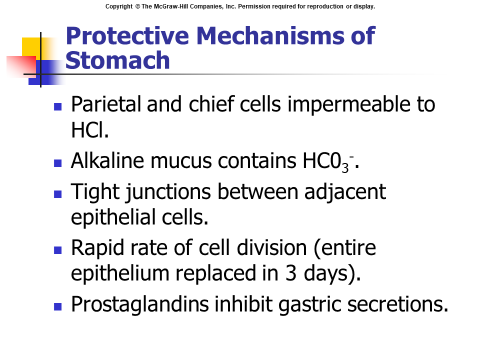 Copyright © The McGraw-Hill Companies, Inc. Permission required for reproduction or display.
Protective Mechanisms of
Stomach
Parietal and chief cells impermeable to
HCl.
Alkaline mucus contains HC0₃⁻.
Tight junctions between adjacent
epithelial cells.
Rapid rate of cell division (entire
epithelium replaced in 3 days).
Prostaglandins inhibit gastric secretions.